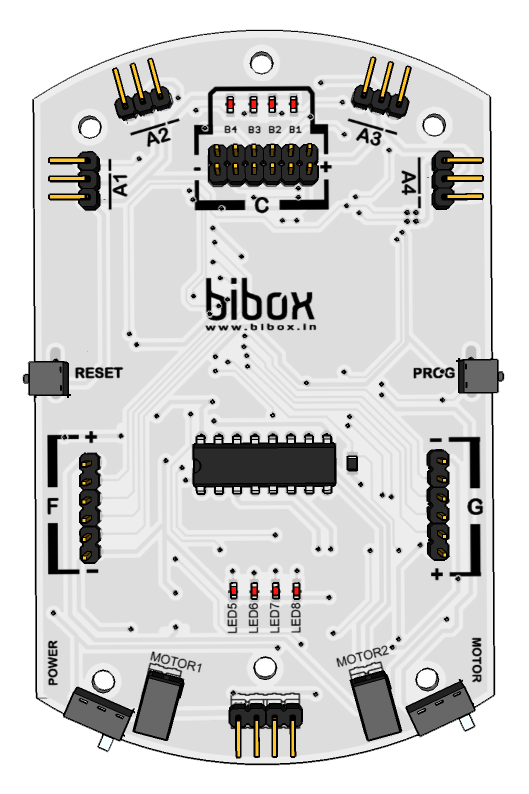 B4 B3 B2 B1
A2
A3
A1
- +
A4
C
bibox
www.bibox.in
RESET
PROG
+
-
F
G
-
+
LED5
LED6
LED7
LED8
POWER
MOTOR1
MOTOR2
MOTOR